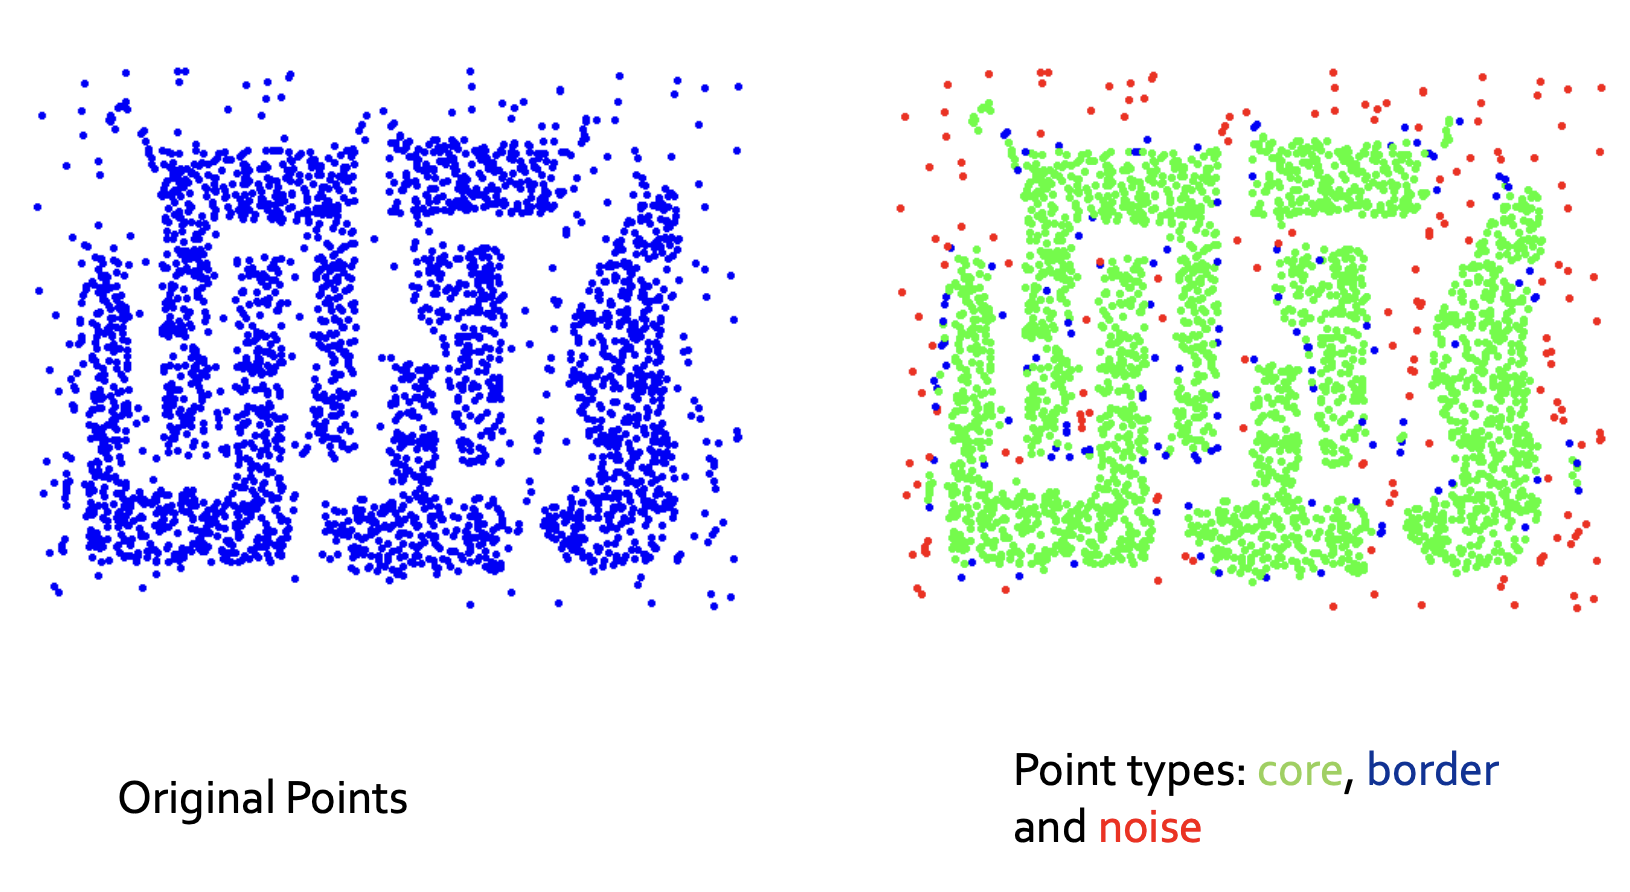 Original Points
Point types: core, border
and noise